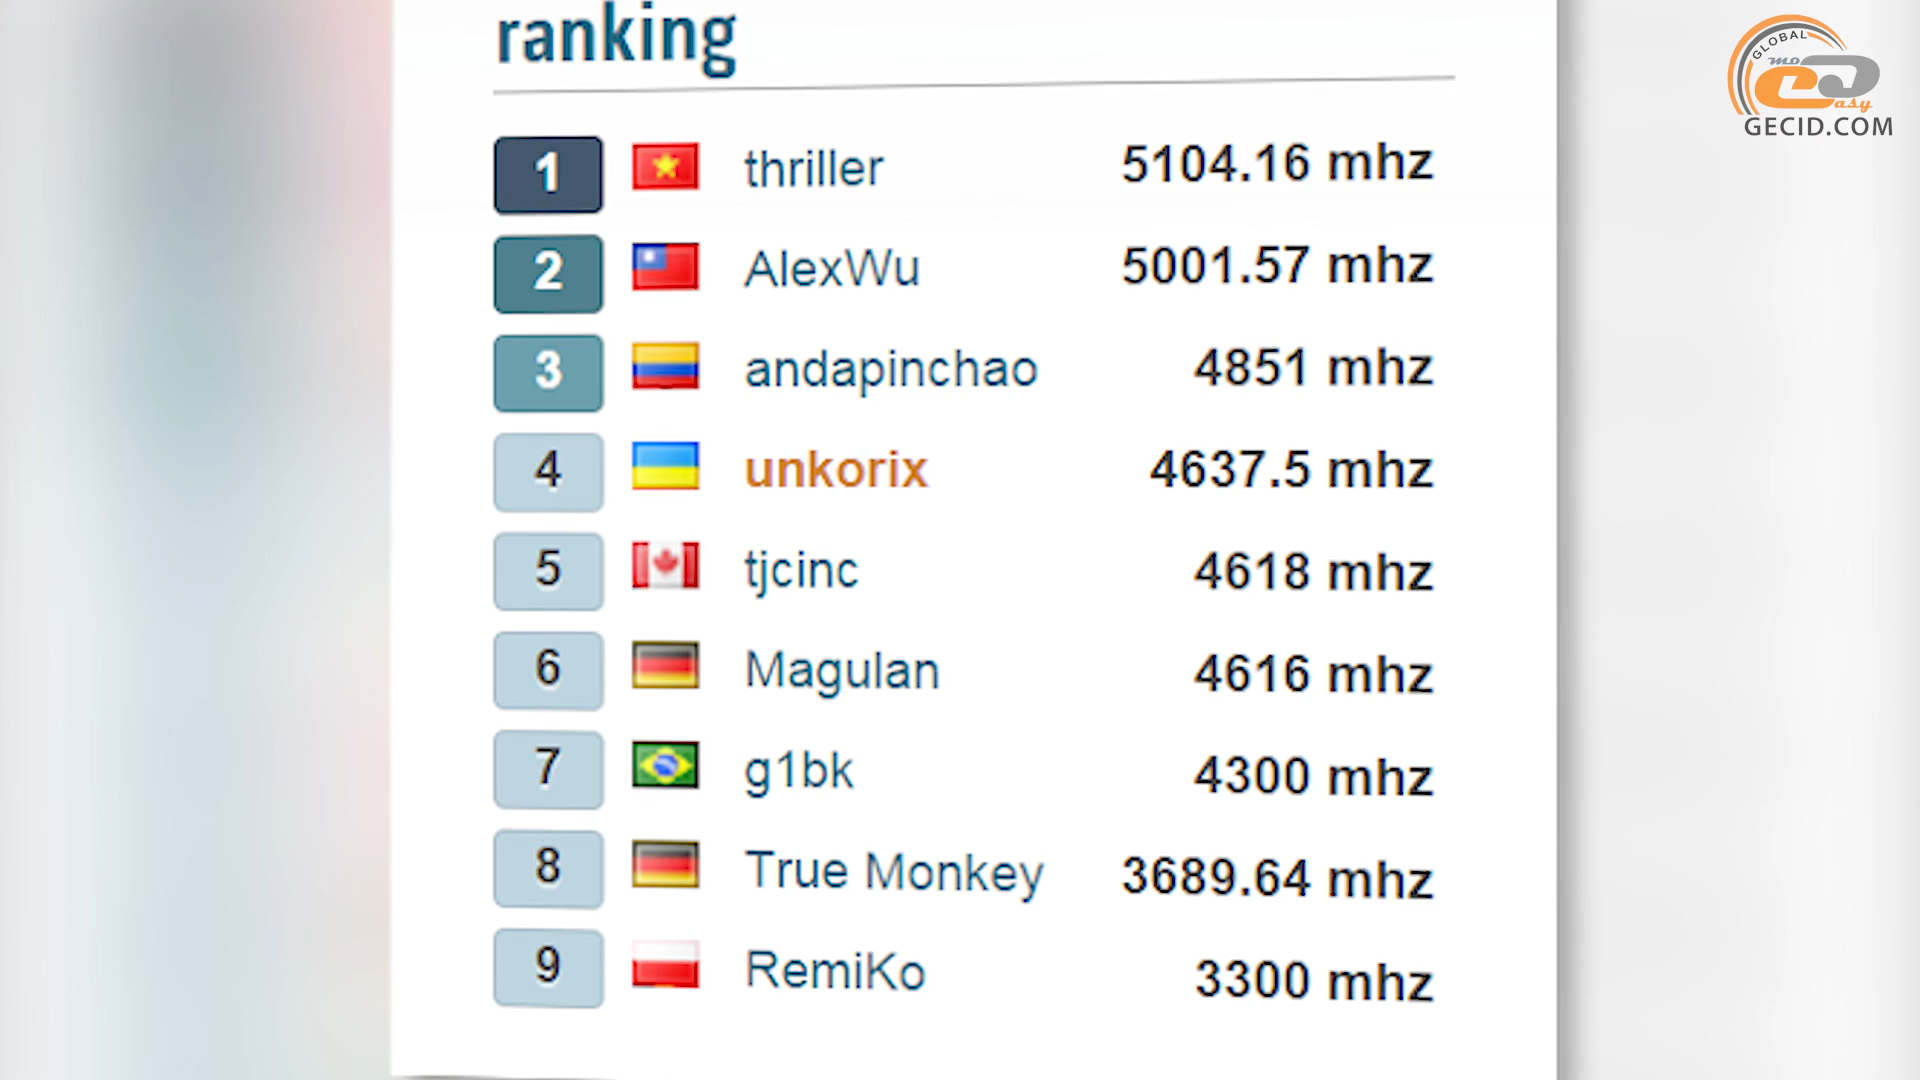 ranking
1 thriller 5104.16 mhz
2 AlexWu 5001.57 mhz
3 andapinchao 4851 mhz
4 unkorix 4637.5 mhz
5 tjcinc 4618 mhz
6 Magulan 4616 mhz
7 g1bk 4300 mhz
8 True Monkey 3689.64 mhz
9 RemiKo 3300 mhz
GLOBAL
mo
easy
GECID.COM